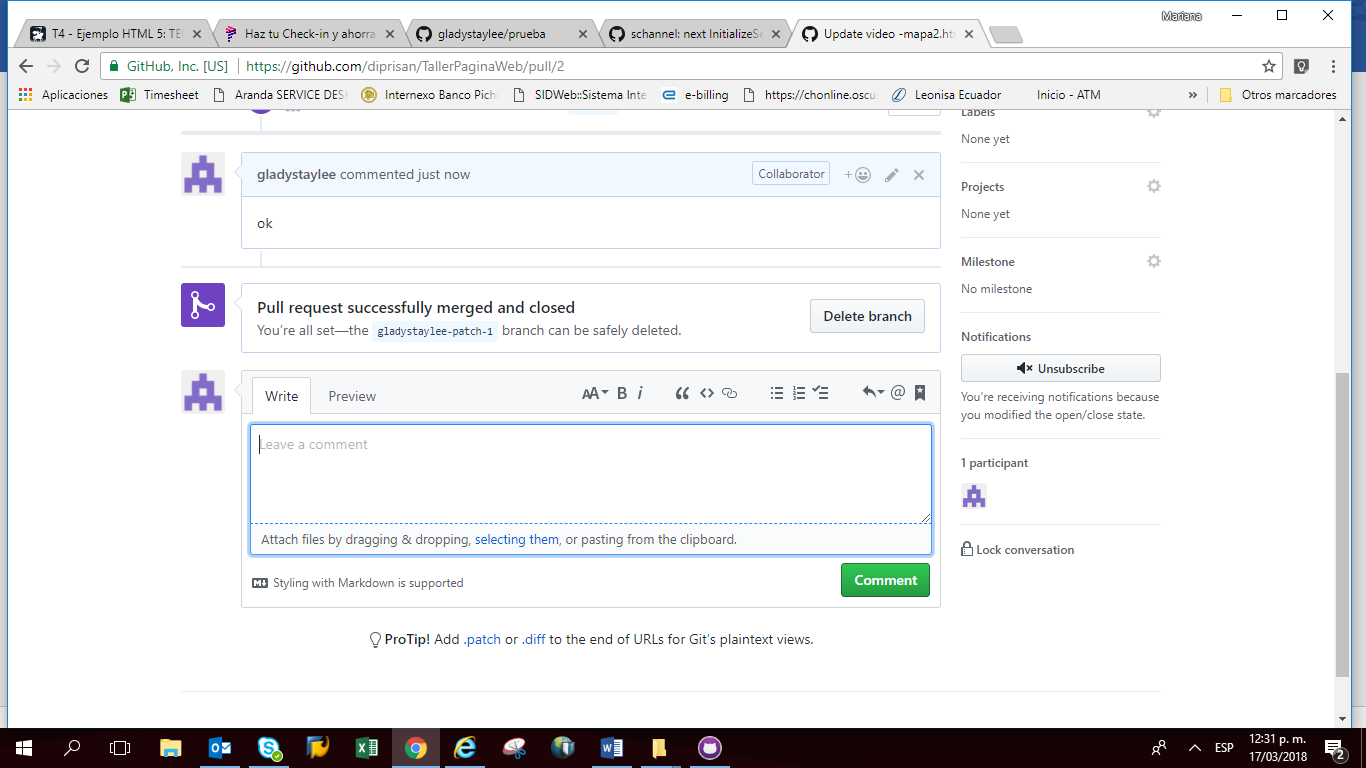 Mariana
T4 - Ejemplo HTML 5: TE
Haz tu Check-in y ahorra
gladystaylee/prueba
schannel: next InitializeSe
Update video -mapa2.htm
GitHub, Inc. [US] https://github.com/diprisan/TallerPaginaWeb/pull/2
Aplicaciones Timesheet Aranda SERVICE DES Internexo Banco Pich SIDWeb::Sistema Inte e-billing https://chonline.oscu Leonisa Ecuador Inicio - ATM » Otros marcadores
Labels
None yet
gladystaylee commented just now Collaborator
ok
Projects
None yet
Milestone
No milestone
Pull request successfully merged and closed
You're all set—the gladystaylee-patch-1 branch can be safely deleted.
Delete branch
Notifications
Unsubscribe
You're receiving notifications because
you modified the open/close state.
Write Preview AA B i
Leave a comment
Attach files by dragging & dropping, selecting them, or pasting from the clipboard.
Styling with Markdown is supported
Comment
1 participant
Lock conversation
ProTip! Add .patch or .diff to the end of URLs for Git's plaintext views.
ESP
12:31 p. m.
17/03/2018
2